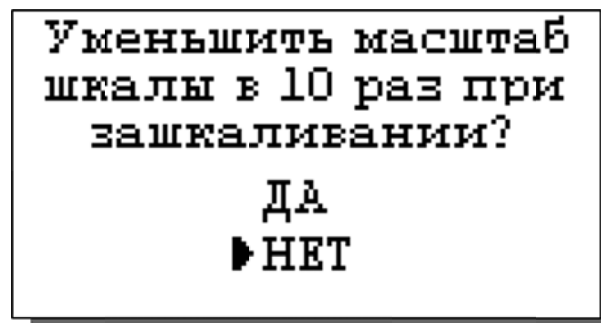 Уменьшить масштаб
шкалы в 10 раз при
зашкаливании?
ДА
НЕТ